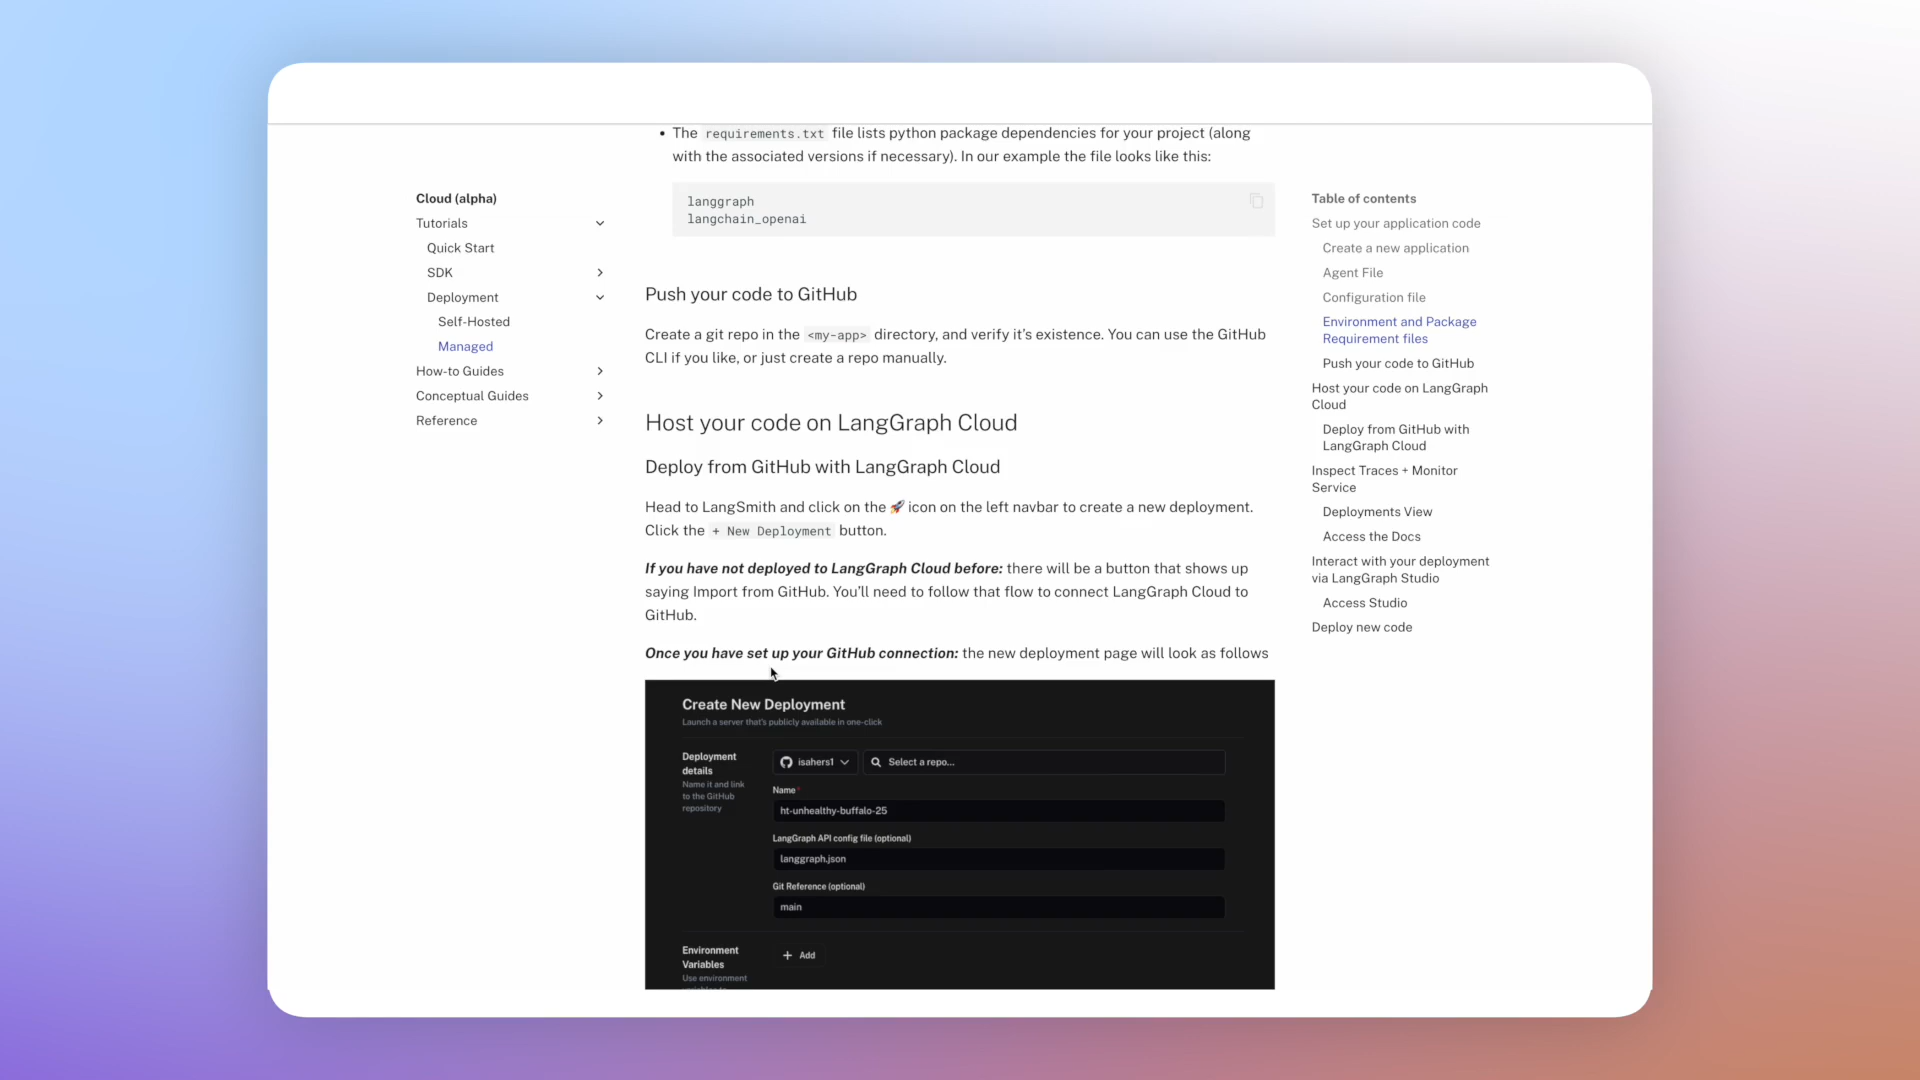 Cloud (alpha)
Tutorials
Quick Start
SDK
Deployment
Self-Hosted
Managed
How-to Guides
Conceptual Guides
Reference
• The requirements.txt file lists python package dependencies for your project (along
with the associated versions if necessary). In our example the file looks like this:
langgraph
langchain_openai
Push your code to GitHub
Create a git repo in the <my-app> directory, and verify it's existence. You can use the GitHub
CLI if you like, or just create a repo manually.
Host your code on LangGraph Cloud
Deploy from GitHub with LangGraph Cloud
Head to LangSmith and click on the 🚀 icon on the left navbar to create a new deployment.
Click the + New Deployment button.
If you have not deployed to LangGraph Cloud before: there will be a button that shows up
saying Import from GitHub. You'll need to follow that flow to connect LangGraph Cloud to
GitHub.
Once you have set up your GitHub connection: the new deployment page will look as follows
Create New Deployment
Launch a server that's publicly available in one-click
Deployment
details
Name it and link
to the GitHub
repository
isahers1
Select a repo...
Name*
ht-unhealthy-buffalo-25
LangGraph API config file (optional)
langgraph.json
Git Reference (optional)
main
Environment
Variables
Use environment
+ Add
Table of contents
Set up your application code
Create a new application
Agent File
Configuration file
Environment and Package
Requirement files
Push your code to GitHub
Host your code on LangGraph
Cloud
Deploy from GitHub with
LangGraph Cloud
Inspect Traces + Monitor
Service
Deployments View
Access the Docs
Interact with your deployment
via LangGraph Studio
Access Studio
Deploy new code